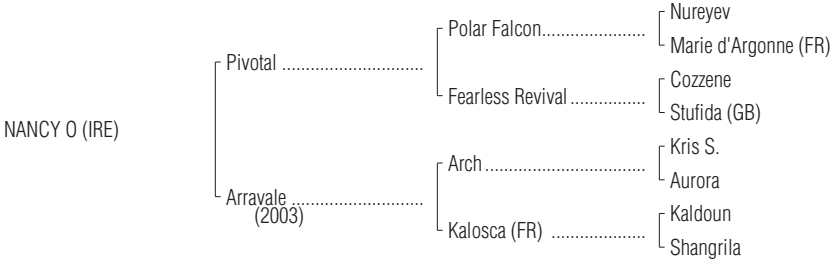 Nureyev
Polar Falcon......................
Marie d'Argonne (FR)
Pivotal ............................
Cozzene
Fearless Revival ...............
Stufida (GB)
NANCY O (IRE)
Kris S.
Arch ................................
Aurora
Arravale ..........................
(2003)
Kaldoun
Kalosca (FR) ...................
Shangrila